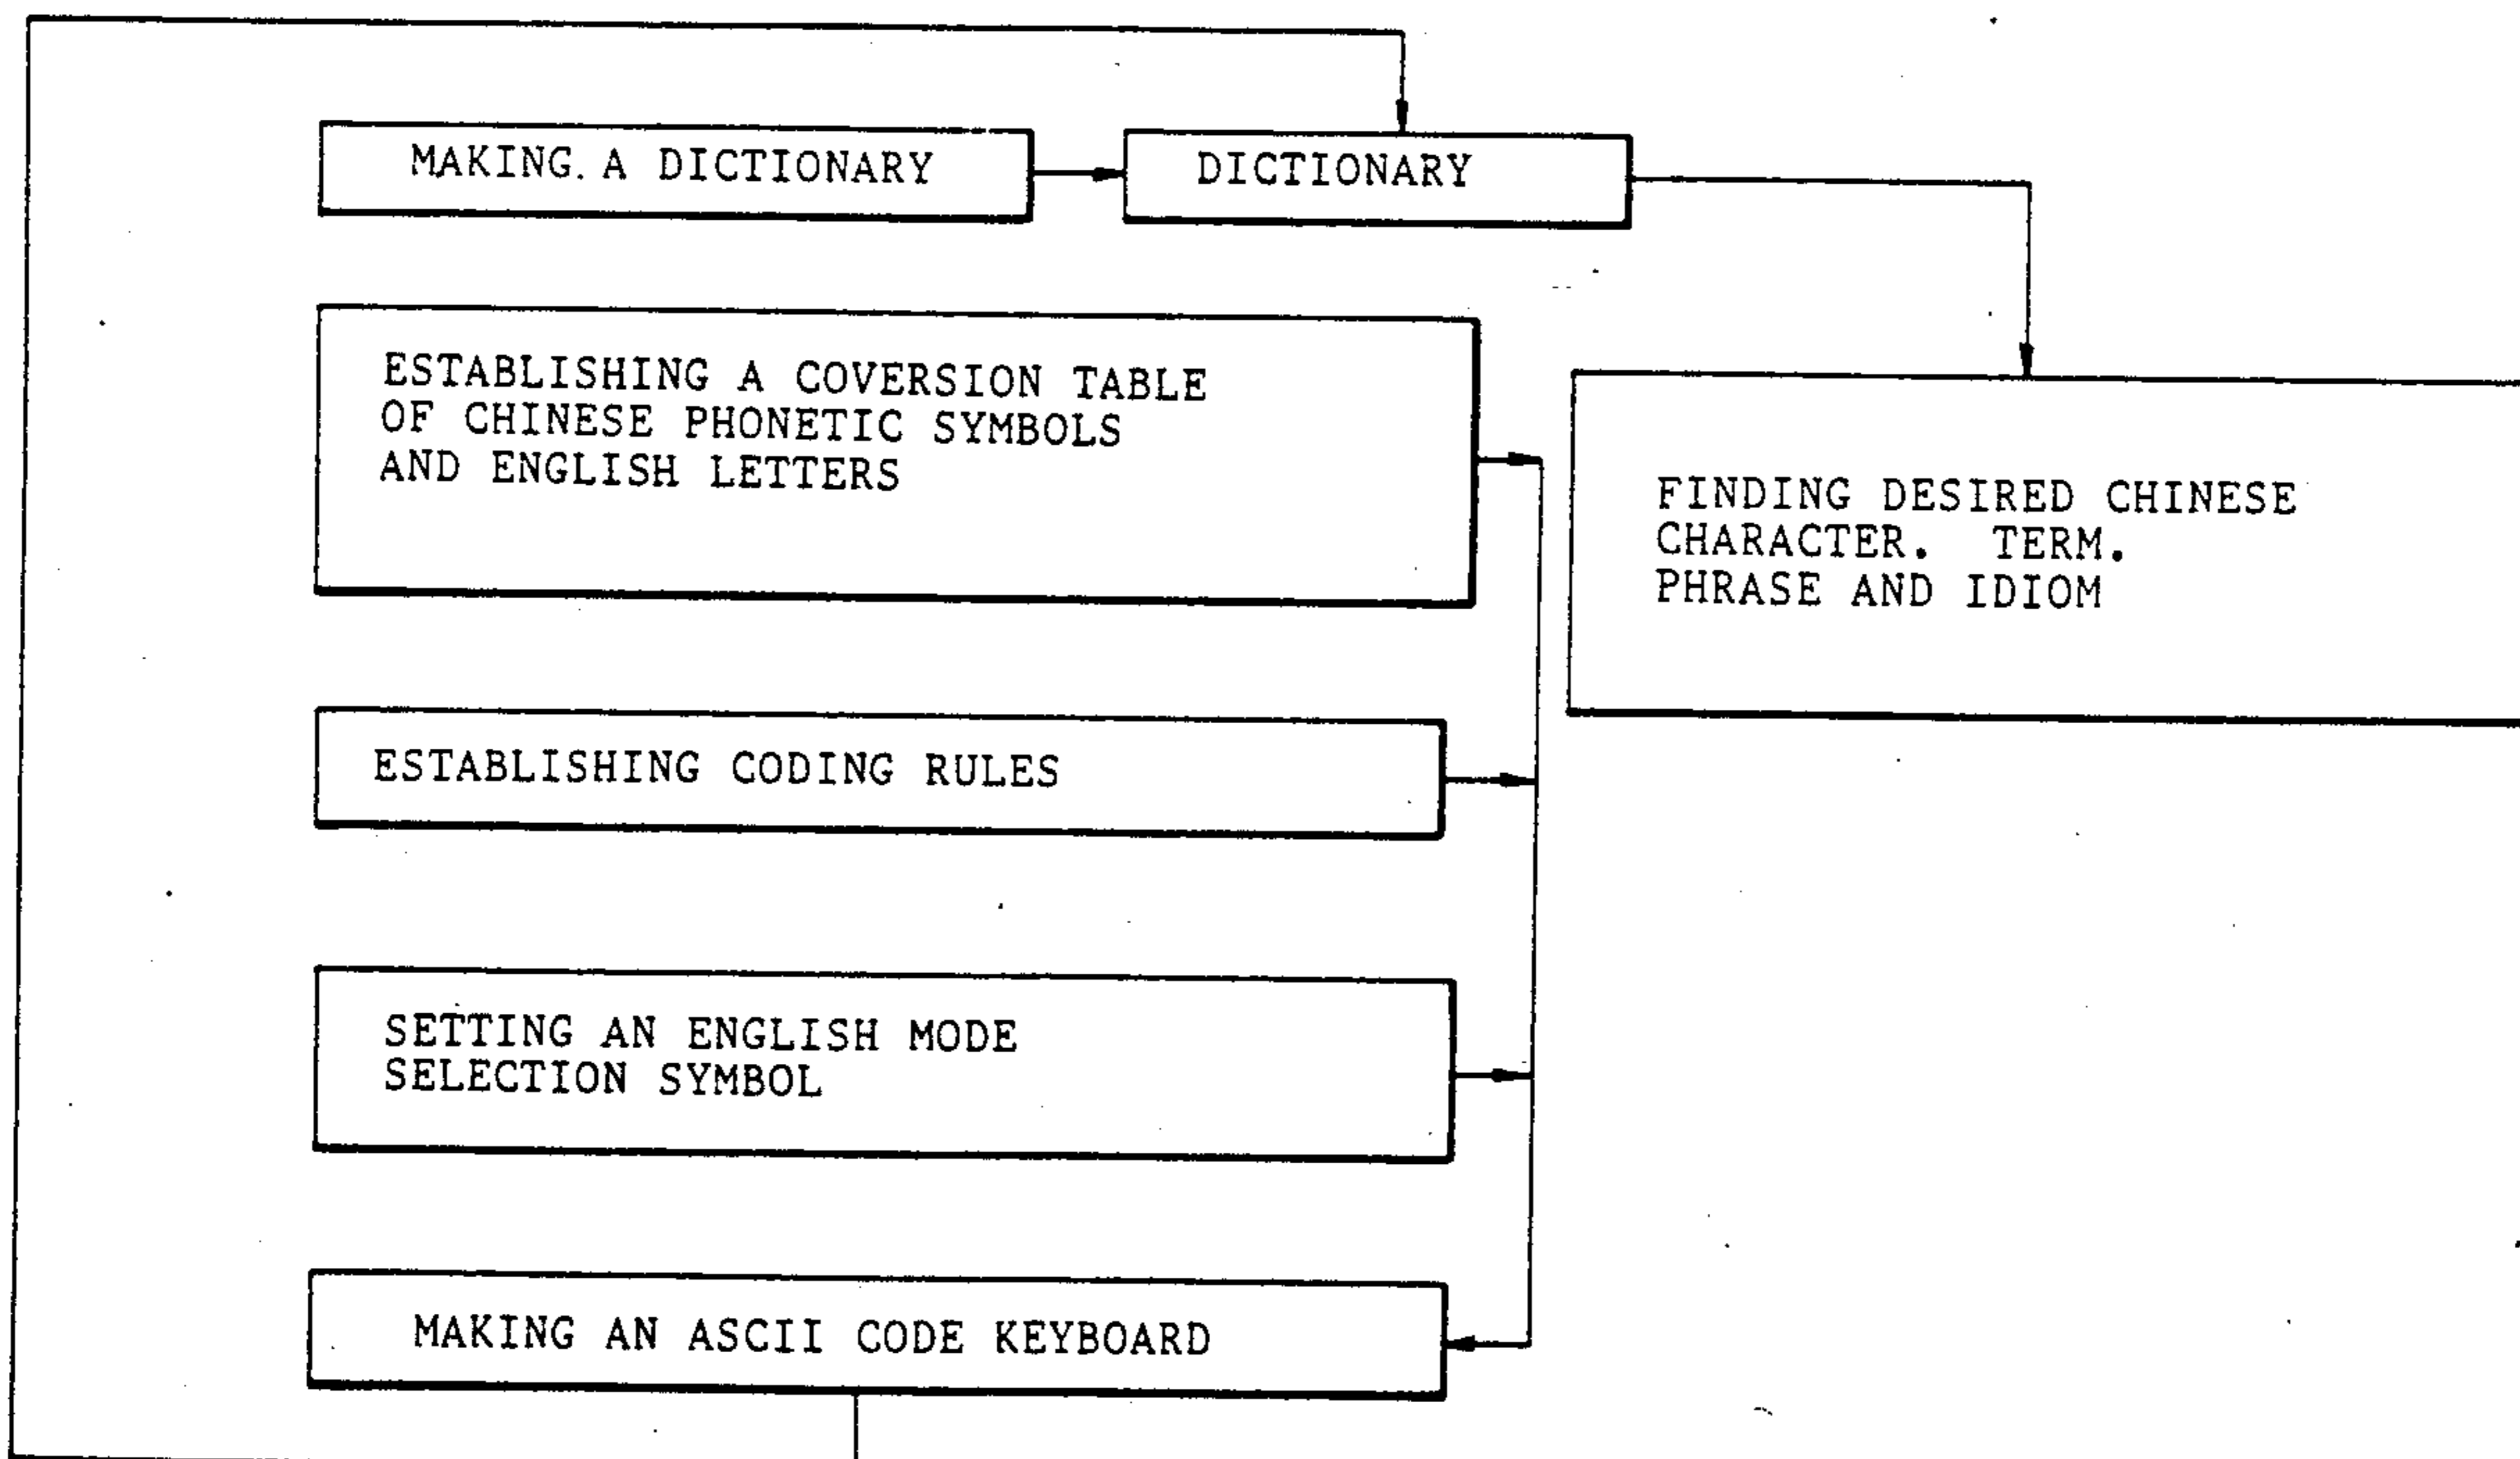 MAKING. A DICTIONARY
DICTIONARY
ESTABLISHING A COVERSION TABLE
OF CHINESE PHONETIC SYMBOLS
AND ENGLISH LETTERS
FINDING DESIRED CHINESE
CHARACTER. TERM.
PHRASE AND IDIOM
ESTABLISHING CODING RULES
SETTING AN ENGLISH MODE
SELECTION SYMBOL
MAKING AN ASCII CODE KEYBOARD